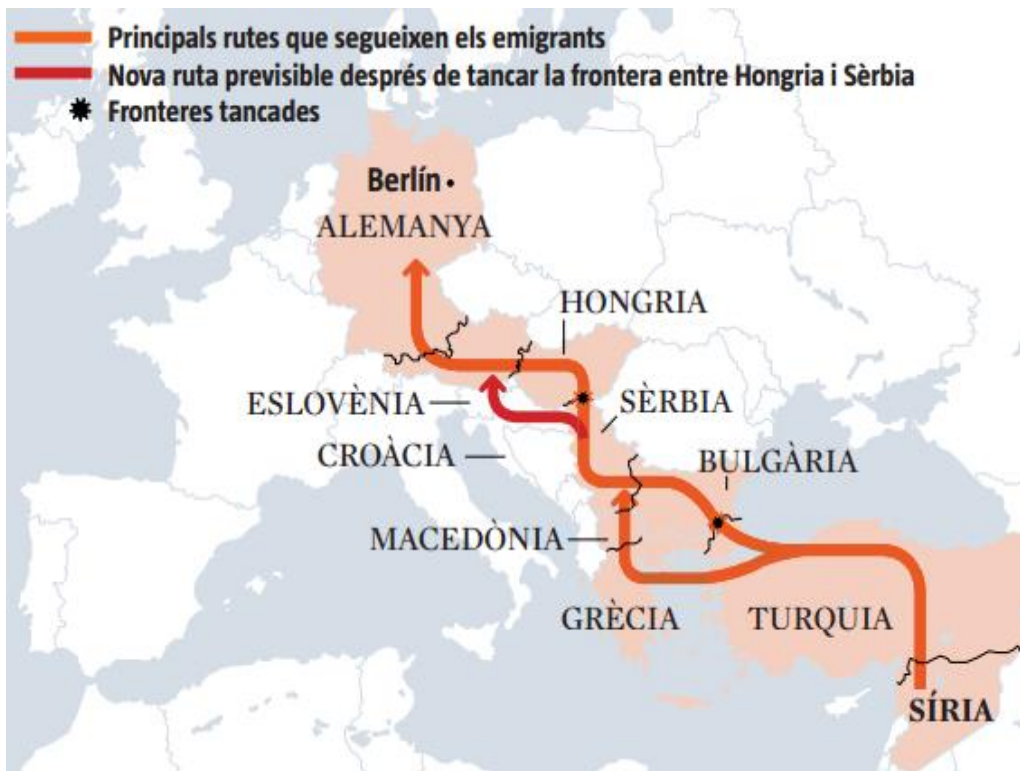 Principals rutes que segueixen els emigrants
Nova ruta previsible després de tancar la frontera entre Hongria i Sèrbia
Fronteres tancades
Berlín
ALEMANYA
HONGRIA
ESLOVÈNIA
SÈRBIA
CROÀCIA
BULGÀRIA
MACEDÒNIA
GRÈCIA
TURQUIA
SÍRIA